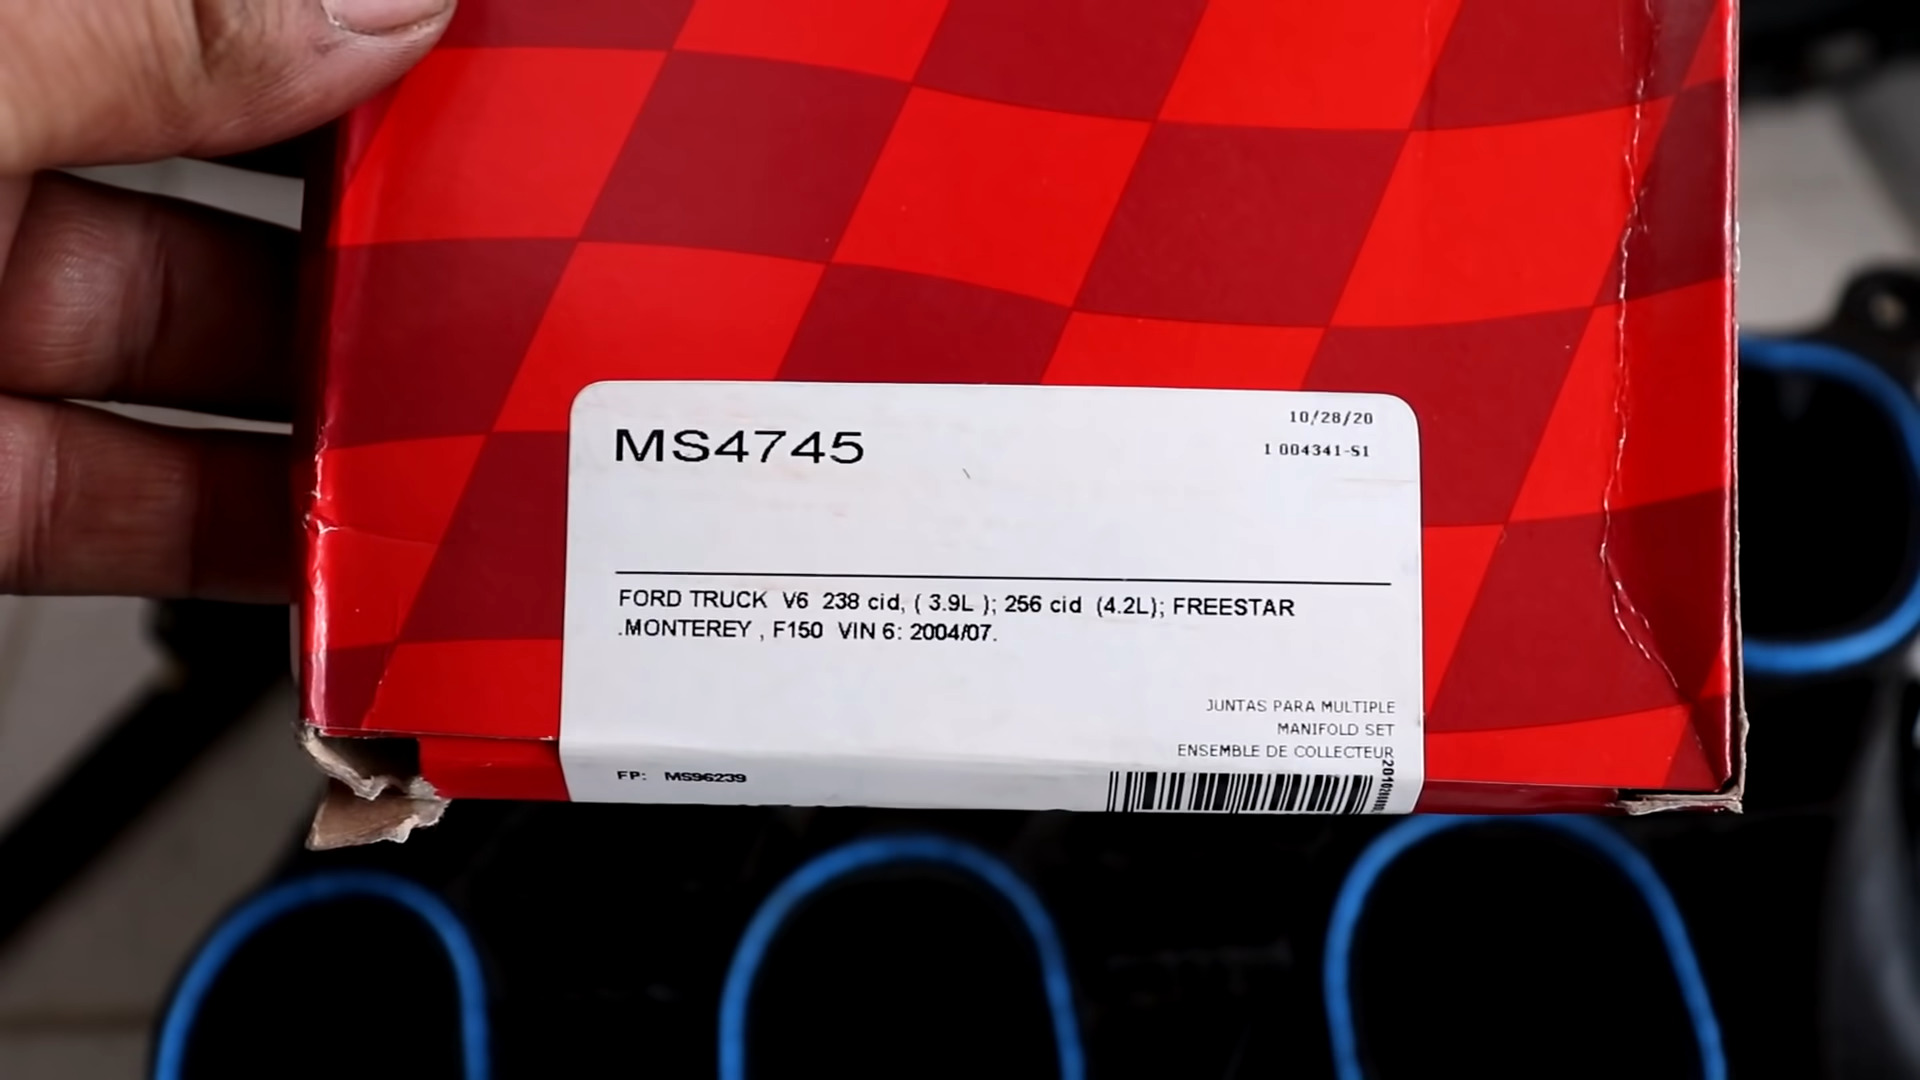 MS4745
10/28/20
1 004341-S1
FORD TRUCK V6 238 cid, ( 3.9L ); 256 cid (4.2L); FREESTAR
.MONTEREY , F150 VIN 6: 2004/07.
JUNTAS PARA MULTIPLE
MANIFOLD SET
ENSEMBLE DE COLLECTEUR
FP: MS96239